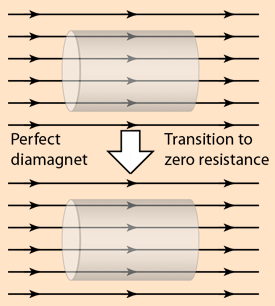 Perfect
diamagnet
Transition to
zero resistance